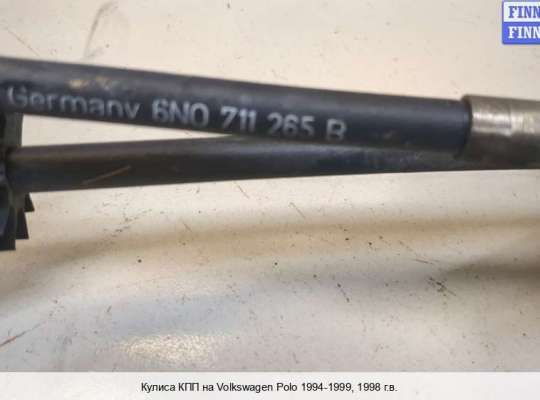 FINN
FINN
Germany 6N0 711 265 B
Кулиса КПП на Volkswagen Polo 1994-1999, 1998 г.в.